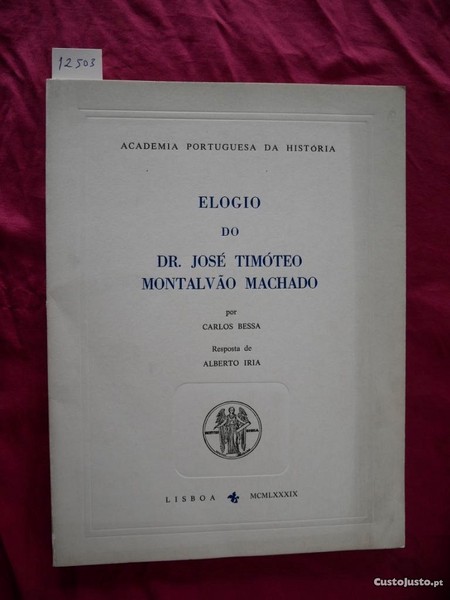 12503
ACADEMIA PORTUGUESA DA HISTÓRIA
ELOGIO
DO
DR. JOSÉ TIMÓTEO
MONTALVÃO MACHADO
por
CARLOS BESSA
Resposta de
ALBERTO IRIA
LISBOA MCMLXXXIX
CustoJusto.pt